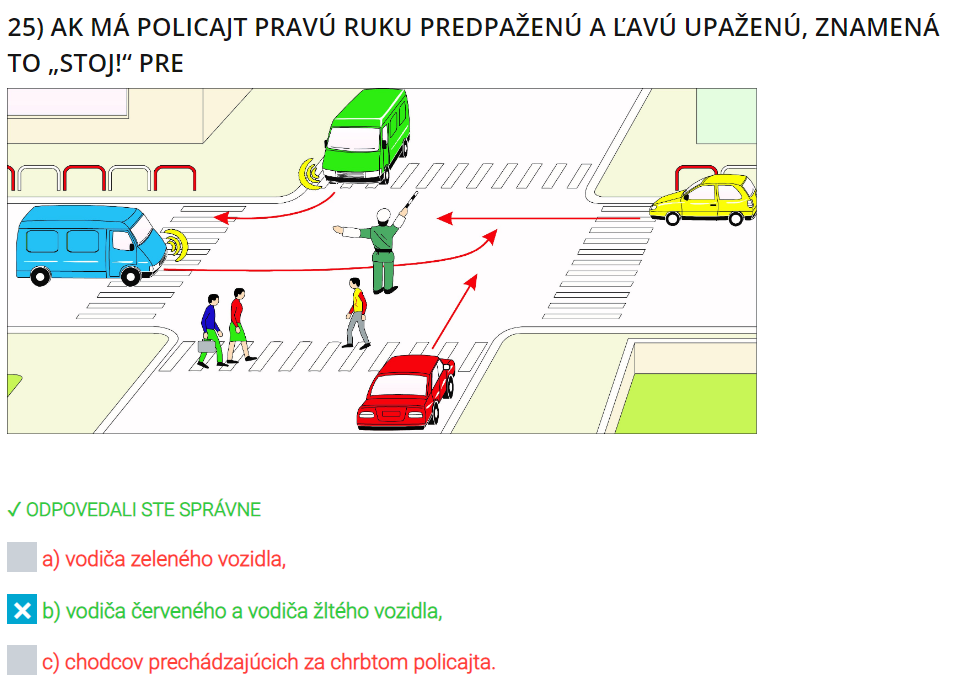 25) AK MÁ POLICAJT PRAVÚ RUKU PREDPAŽENÚ A ĽAVÚ UPAŽENÚ, ZNAMENÁ
TO „STOJ!“ PRE
✓ ODPOVEDALI STE SPRÁVNE
a) vodiča zeleného vozidla,
b) vodiča červeného a vodiča žltého vozidla,
c) chodcov prechádzajúcich za chrbtom policajta.